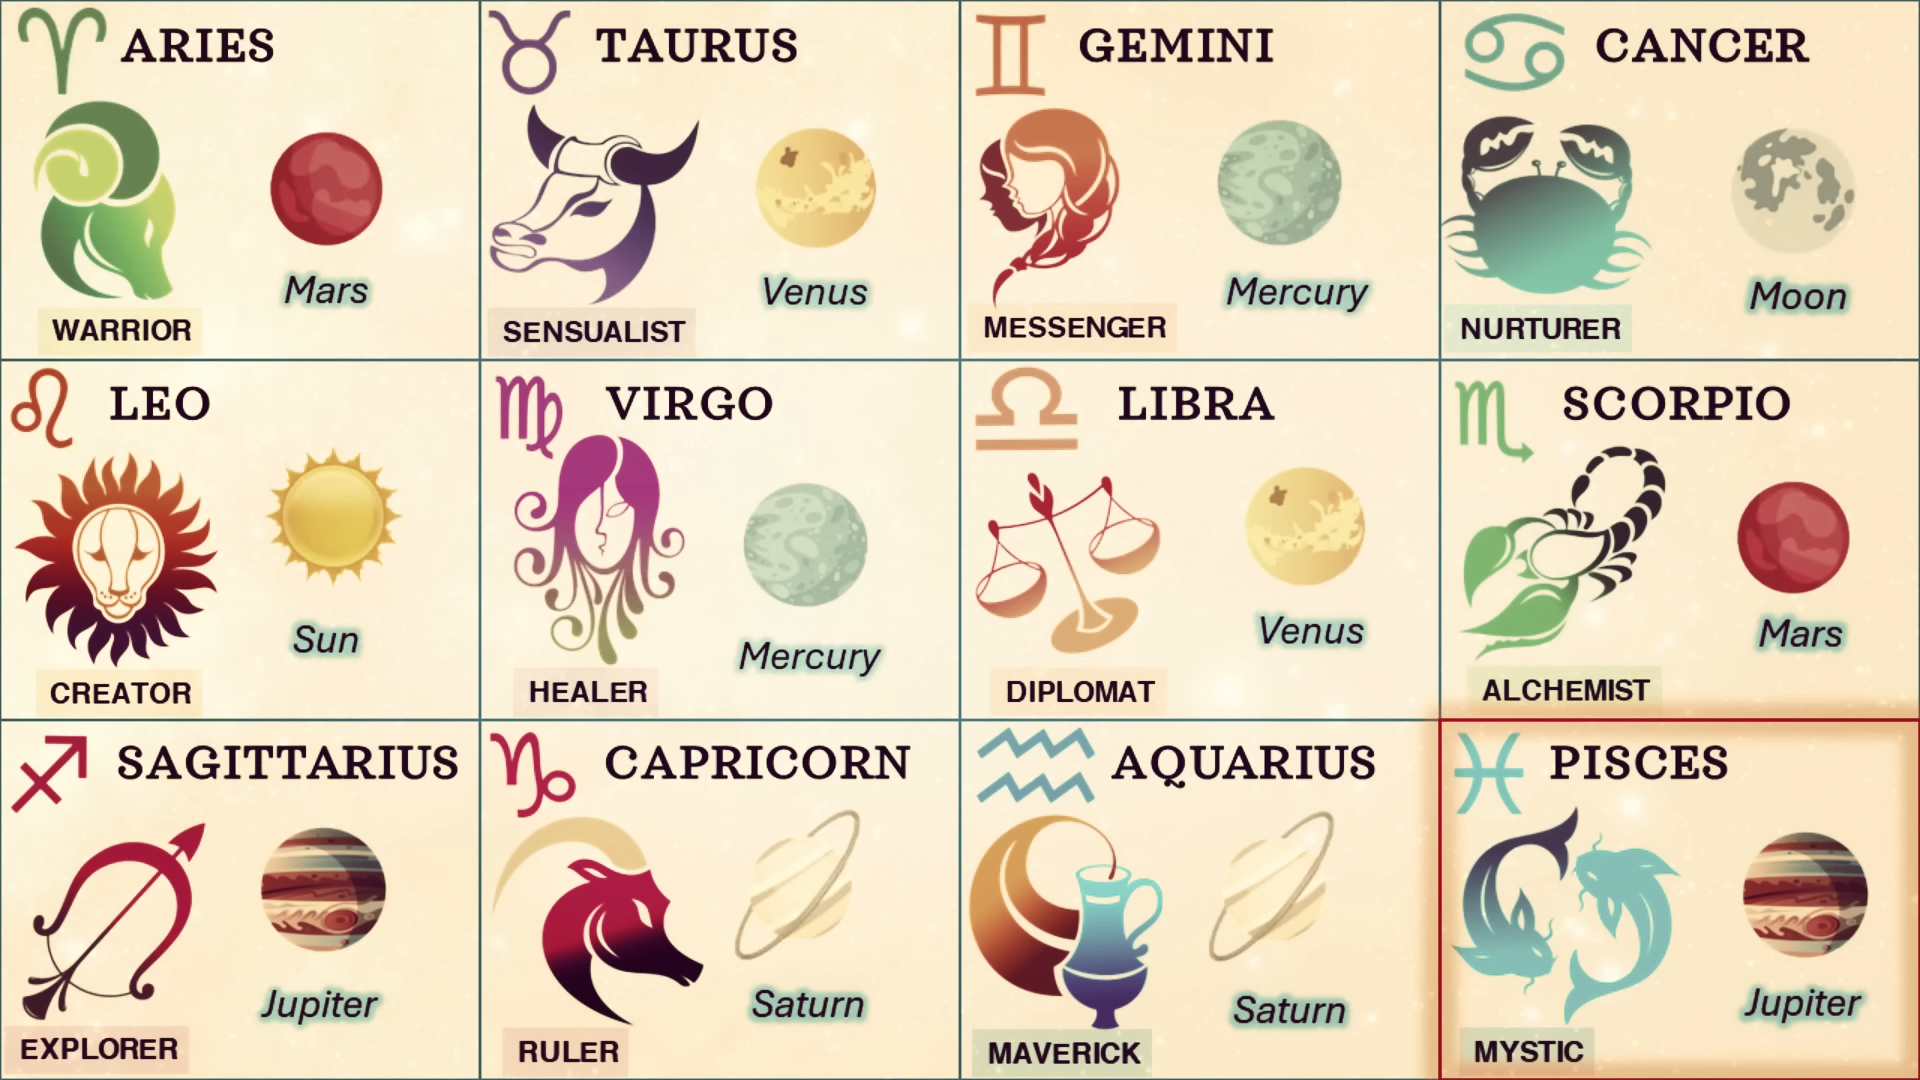 ARIES
Mars
WARRIOR
TAURUS
Venus
SENSUALIST
GEMINI
Mercury
MESSENGER
CANCER
Moon
NURTURER
LEO
Sun
CREATOR
VIRGO
Mercury
HEALER
LIBRA
Venus
DIPLOMAT
SCORPIO
Mars
ALCHEMIST
SAGITTARIUS
Jupiter
EXPLORER
CAPRICORN
Saturn
RULER
AQUARIUS
Saturn
MAVERICK
PISCES
Jupiter
MYSTIC